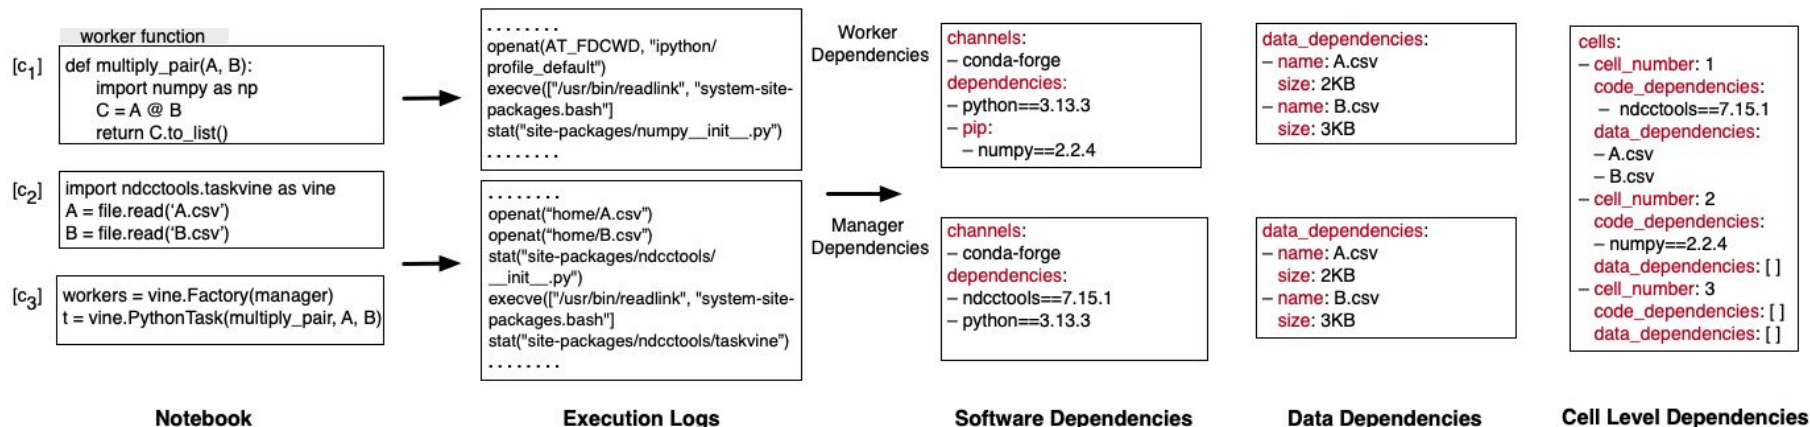 worker function
[c1]
def multiply_pair(A, B):
import numpy as np
C = A @ B
return C.to_list()
[c2]
import ndcctools.taskvine as vine
A = file.read(‘A.csv’)
B = file.read(‘B.csv’)
[c3]
workers = vine.Factory(manager)
t = vine.PythonTask(multiply_pair, A, B)
Notebook
. . . . . . . .
openat(AT_FDCWD, "ipython/
profile_default")
execve(["/usr/bin/readlink", "system-site-
packages.bash"]
stat("site-packages/numpy__init__.py”)
. . . . . . . .
. . . . . . . .
openat(“home/A.csv”)
openat(“home/B.csv”)
stat("site-packages/ndcctools/
__init__.py”)
execve(["/usr/bin/readlink", "system-site-
packages.bash"]
stat("site-packages/ndcctools/taskvine”)
. . . . . . . .
Execution Logs
Worker
Dependencies
Manager
Dependencies
channels:
– conda-forge
dependencies:
– python==3.13.3
– pip:
– numpy==2.2.4
channels:
– conda-forge
dependencies:
– ndcctools==7.15.1
– python==3.13.3
Software Dependencies
data_dependencies:
– name: A.csv
size: 2KB
– name: B.csv
size: 3KB
data_dependencies:
– name: A.csv
size: 2KB
– name: B.csv
size: 3KB
Data Dependencies
cells:
– cell_number: 1
code_dependencies:
– ndcctools==7.15.1
data_dependencies:
– A.csv
– B.csv
– cell_number: 2
code_dependencies:
– numpy==2.2.4
data_dependencies: [ ]
– cell_number: 3
code_dependencies: [ ]
data_dependencies: [ ]
Cell Level Dependencies